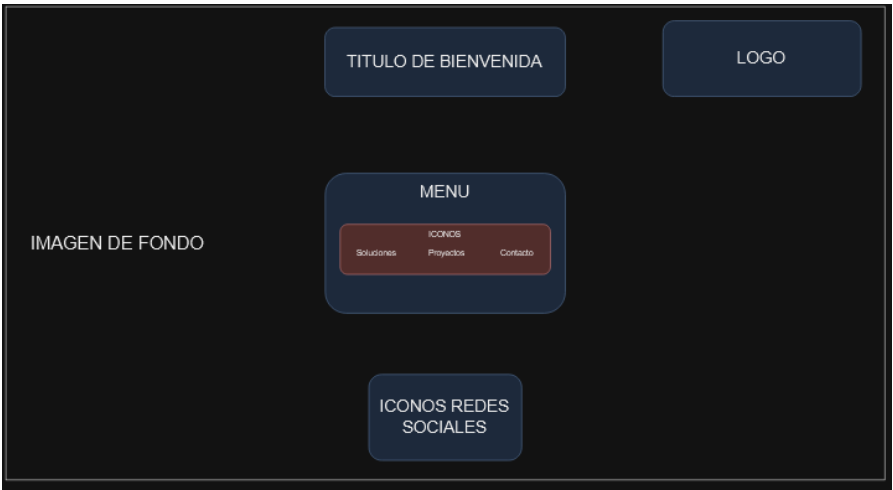 TITULO DE BIENVENIDA
LOGO
MENU
ICONOS
Soluciones Proyectos Contacto
IMAGEN DE FONDO
ICONOS REDES
SOCIALES